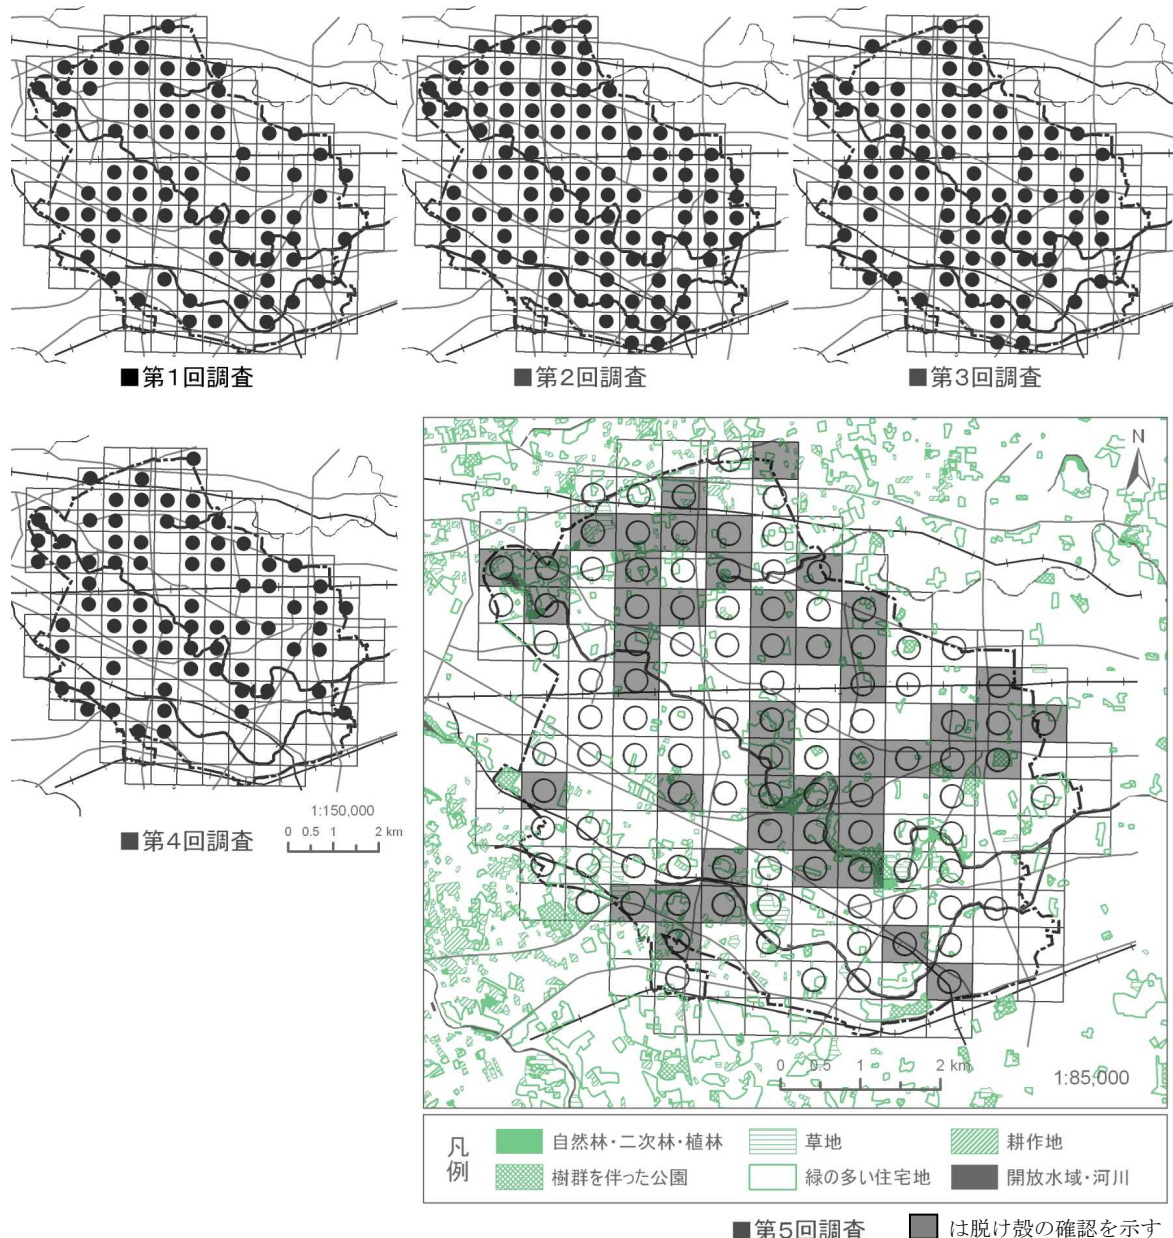 ■第1回調査
■第2回調査
■第3回調査
1:150,000
0 0.5 1 2 km
■第4回調査
N
0 0.5 1 2 km
1:85,000
凡例
自然林・二次林・植林
草地
耕作地
樹群を伴った公園
緑の多い住宅地
開放水域・河川
■第5回調査
は脱け殻の確認を示す